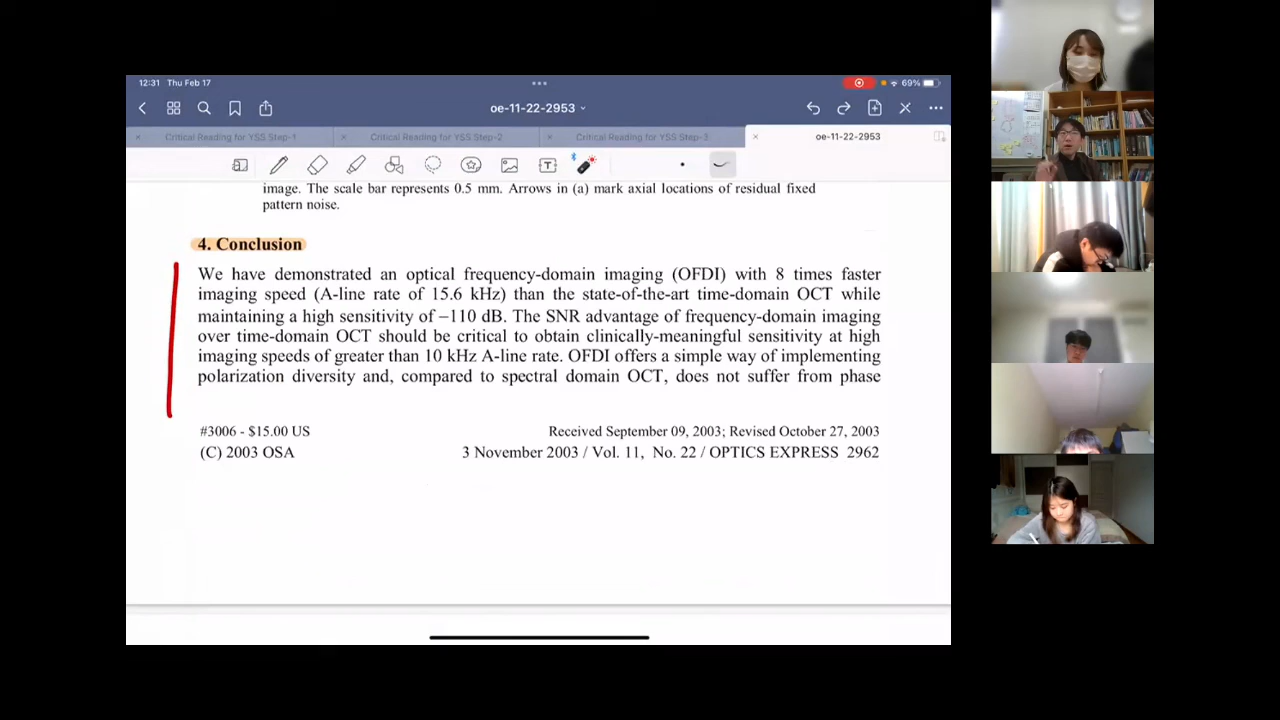 12:31 Thu Feb 17
69%
oe-11-22-2953
Critical Reading for YSS Step-1
Critical Reading for YSS Step-2
Critical Reading for YSS Step-3
oe-11-22-2953
image. The scale bar represents 0.5 mm. Arrows in (a) mark axial locations of residual fixed
pattern noise.
4. Conclusion
We have demonstrated an optical frequency-domain imaging (OFDI) with 8 times faster
imaging speed (A-line rate of 15.6 kHz) than the state-of-the-art time-domain OCT while
maintaining a high sensitivity of −110 dB. The SNR advantage of frequency-domain imaging
over time-domain OCT should be critical to obtain clinically-meaningful sensitivity at high
imaging speeds of greater than 10 kHz A-line rate. OFDI offers a simple way of implementing
polarization diversity and, compared to spectral domain OCT, does not suffer from phase
#3006 - $15.00 US
Received September 09, 2003; Revised October 27, 2003
(C) 2003 OSA
3 November 2003 / Vol. 11, No. 22 / OPTICS EXPRESS 2962